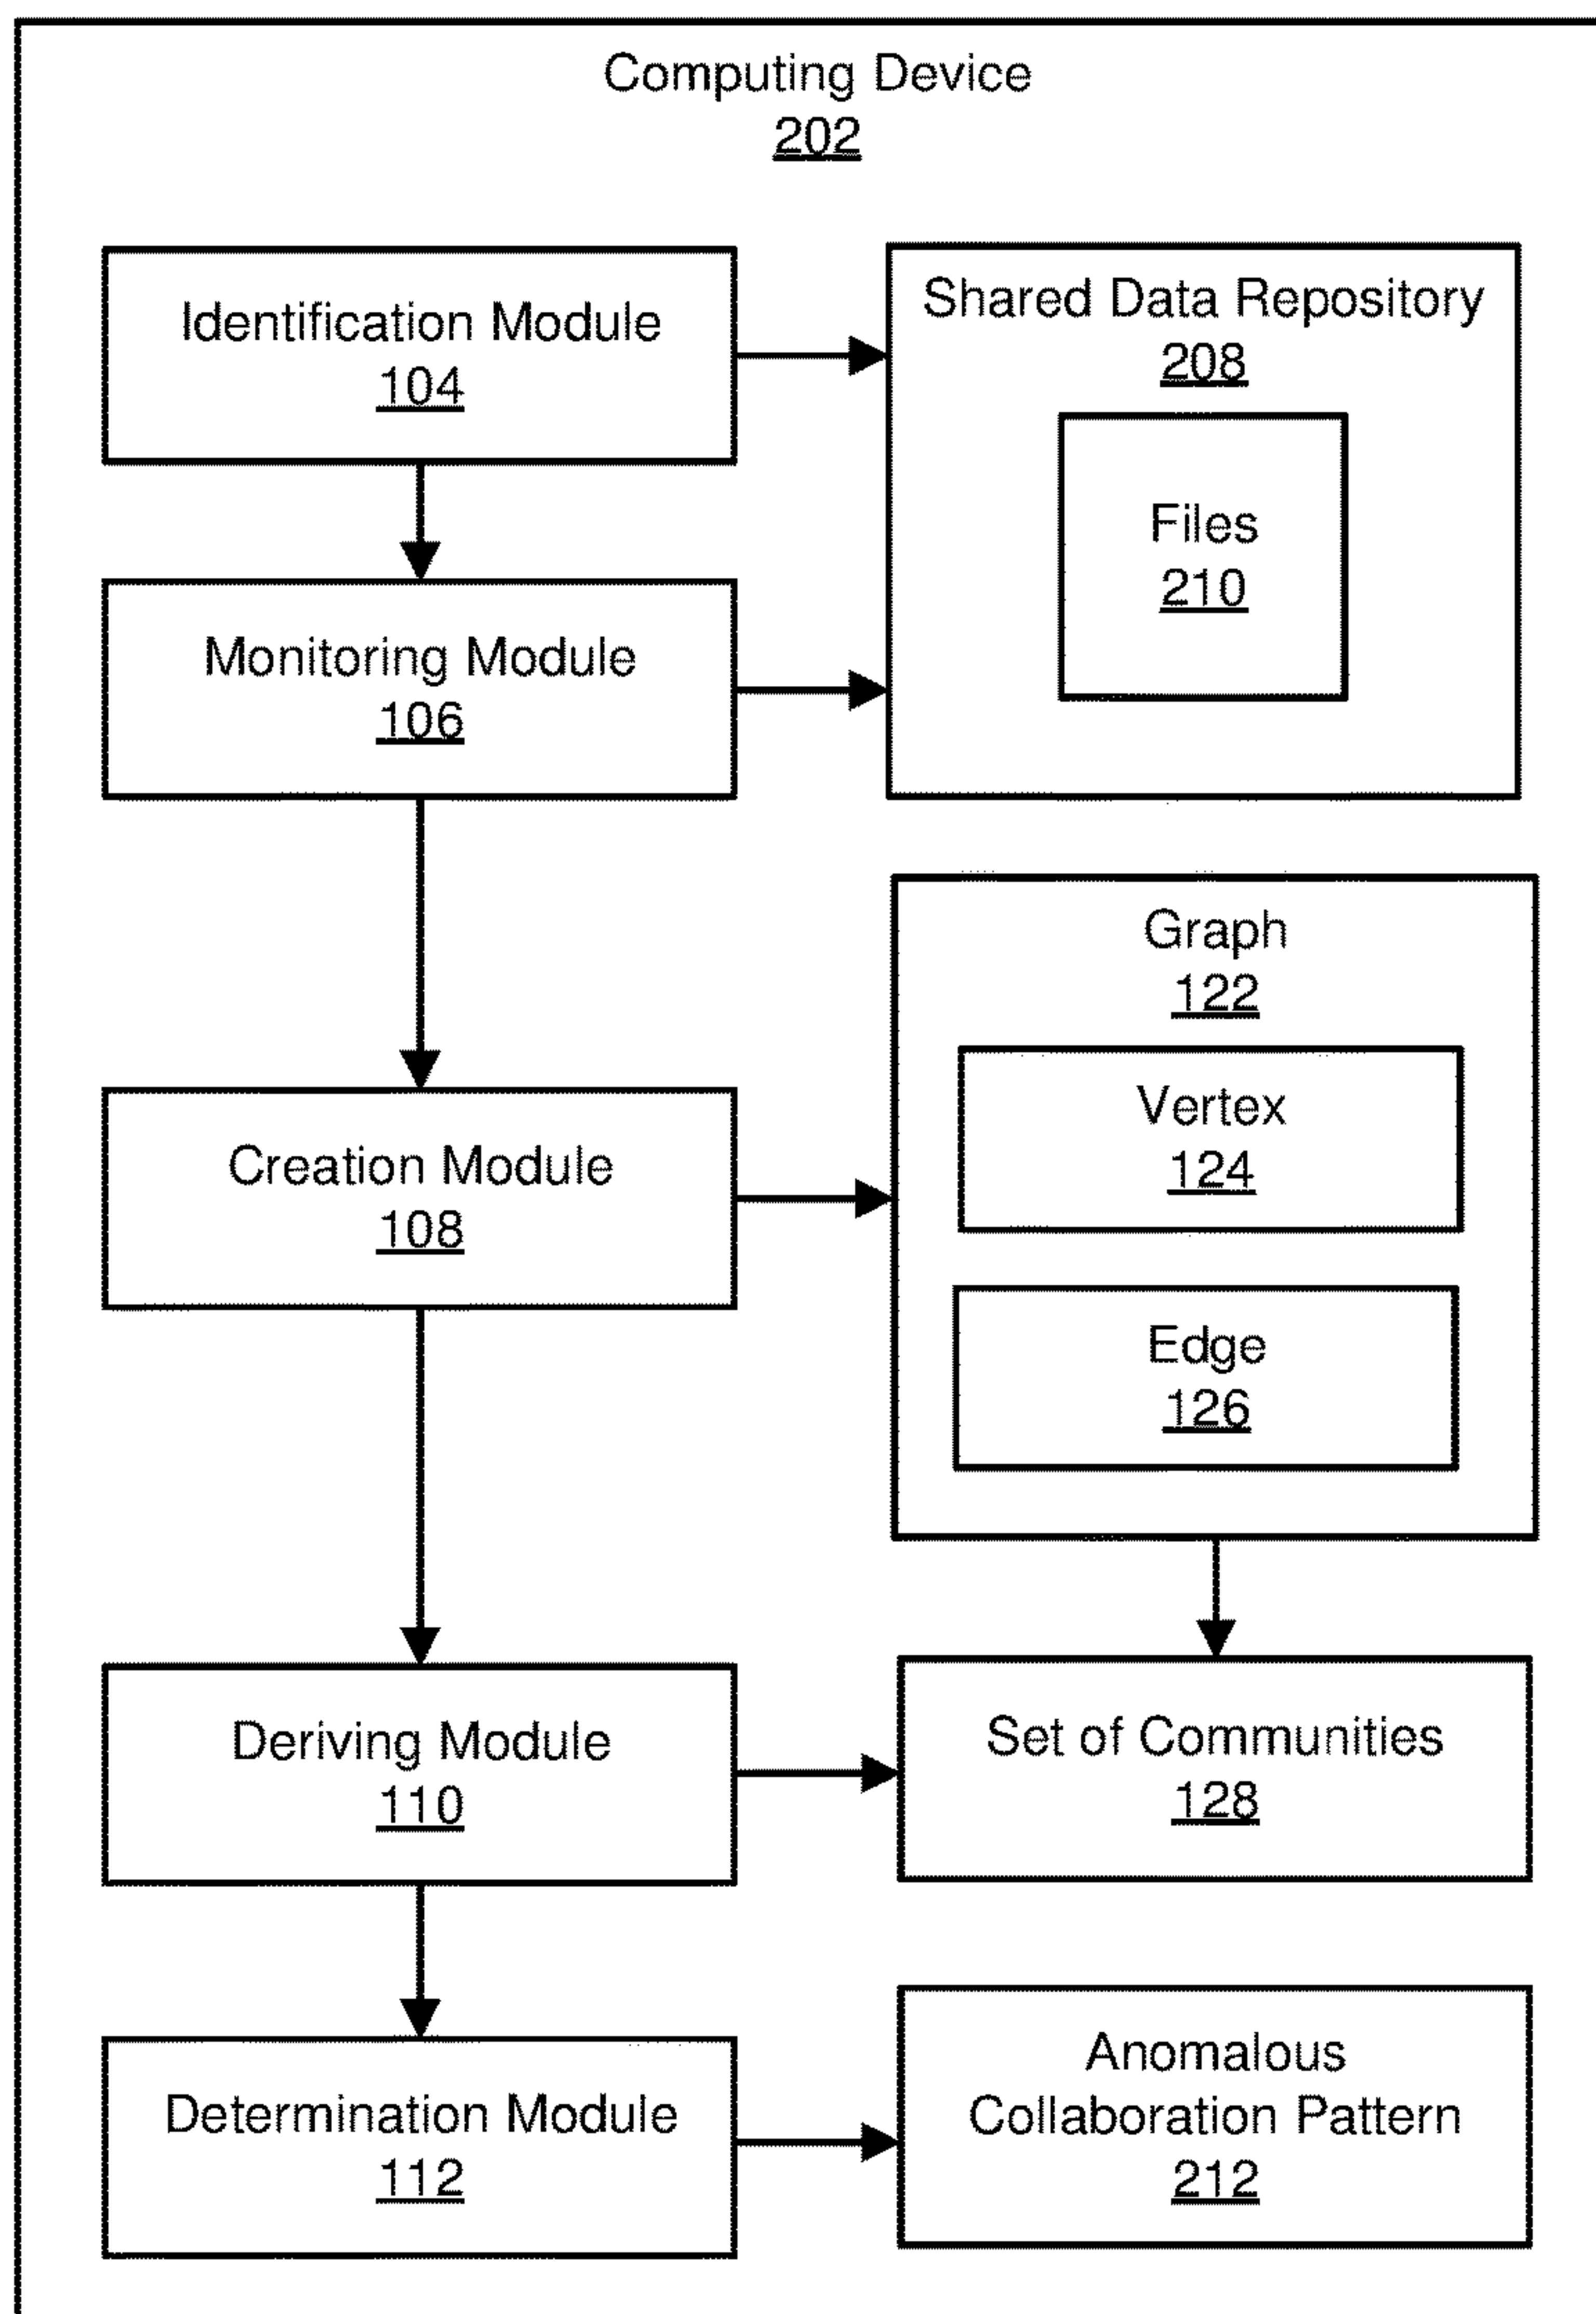 Computing Device
202
Identification Module
104
Shared Data Repository
208
Files
210
Monitoring Module
106
Graph
122
Vertex
124
Creation Module
108
Edge
126
Deriving Module
110
Set of Communities
128
Determination Module
112
Anomalous
Collaboration Pattern
212